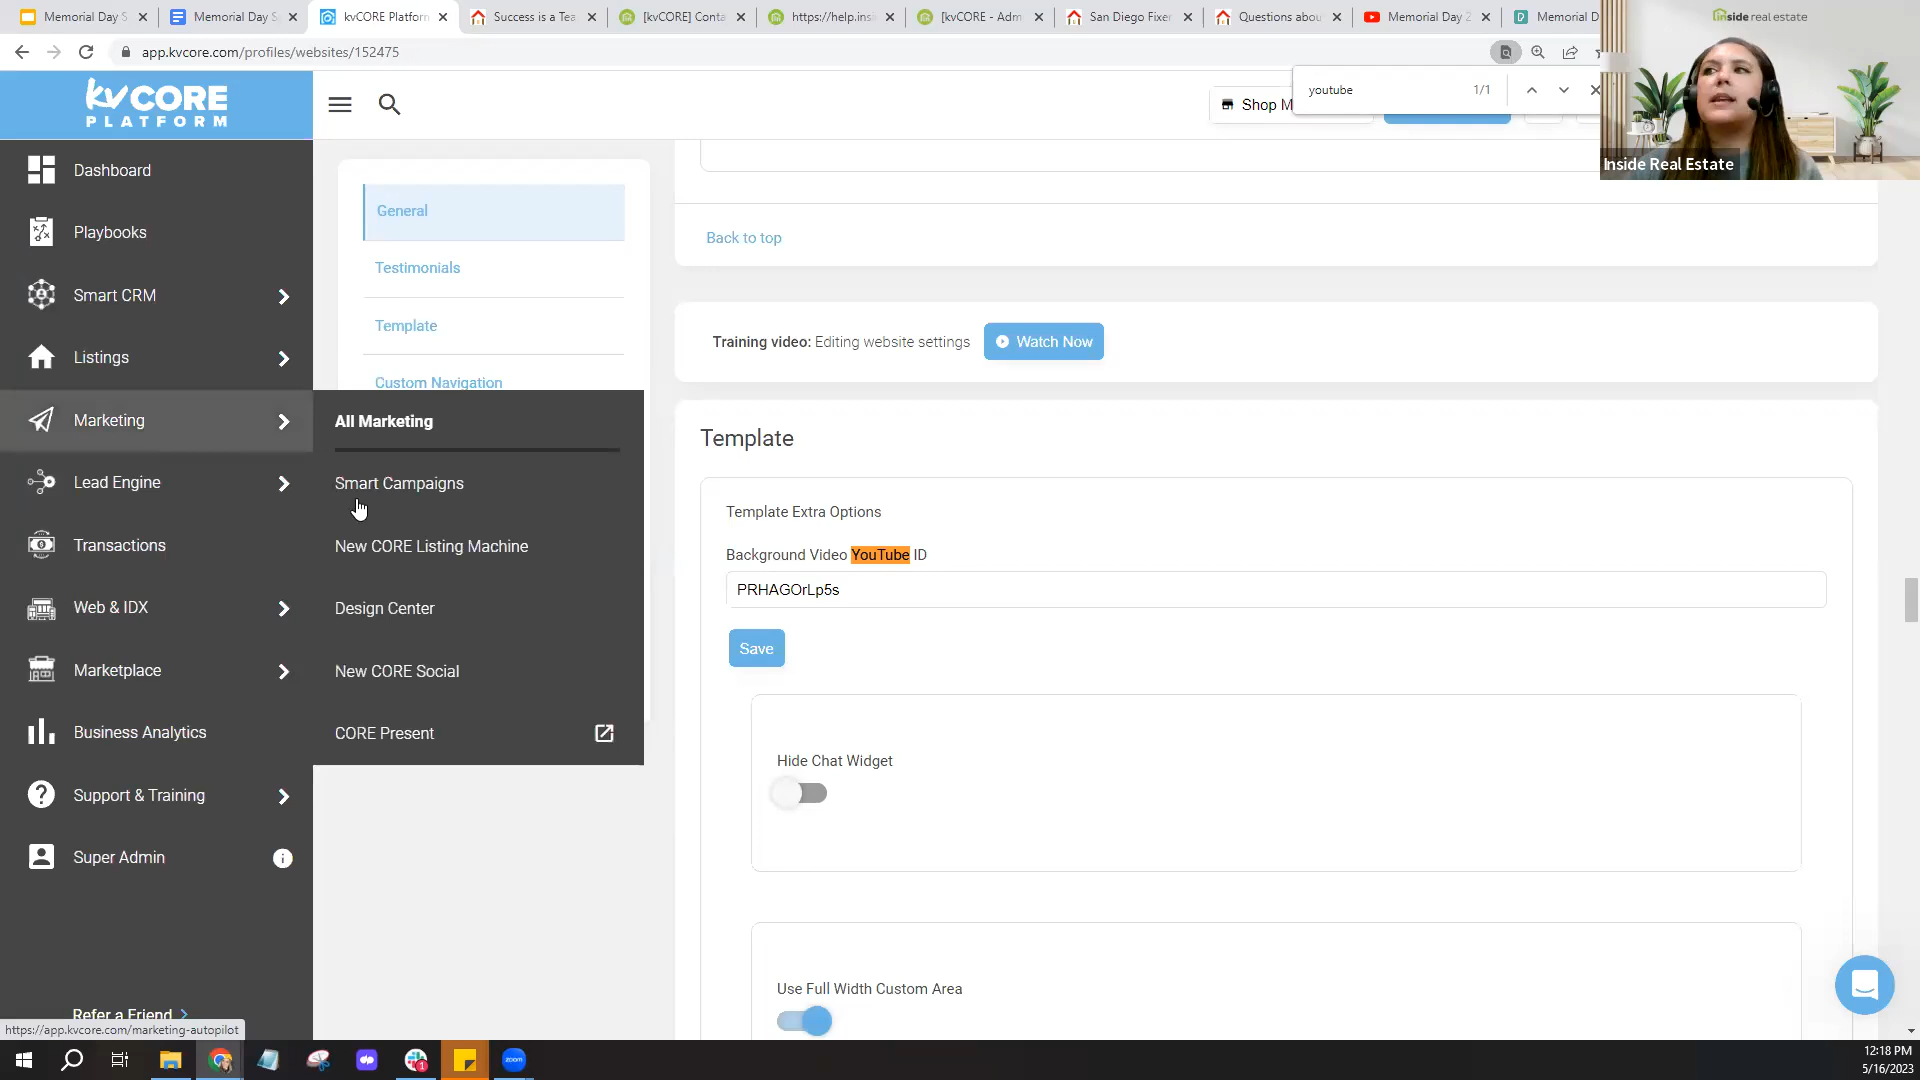 Memorial Day S
Memorial Day S
kvCORE Platforn
Success is a Tea
[kvCORE] Conta
https://help.insi
[kvCORE - Adm
San Diego Fixer
Questions abou
Memorial Day 2
Memorial D
inside real estate
app.kvcore.com/profiles/websites/152475
youtube
1/1
kvCORE
PLATFORM
Shop M
Inside Real Estate
Dashboard
Playbooks
Smart CRM
Listings
Marketing
Lead Engine
Transactions
Web & IDX
Marketplace
Business Analytics
Support & Training
Super Admin
Refer a Friend
https://app.kvcore.com/marketing-autopilot
General
Testimonials
Template
Custom Navigation
All Marketing
Smart Campaigns
New CORE Listing Machine
Design Center
New CORE Social
CORE Present
Back to top
Training video: Editing website settings
Watch Now
Template
Template Extra Options
Background Video YouTube ID
PRHAGOrLp5s
Save
Hide Chat Widget
Use Full Width Custom Area
zoom
1
12:18 PM
5/16/2023